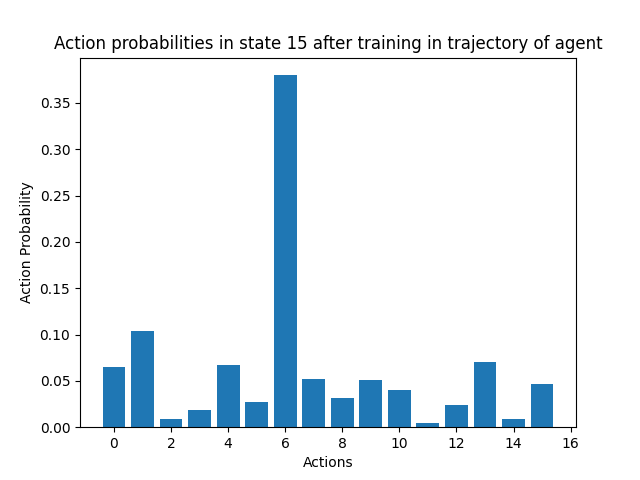 Action probabilities in state 15 after training in trajectory of agent
0.35
0.30
0.25
0.20
0.15
0.10
0.05
0.00
Action Probability
0 2 4 6 8 10 12 14 16
Actions